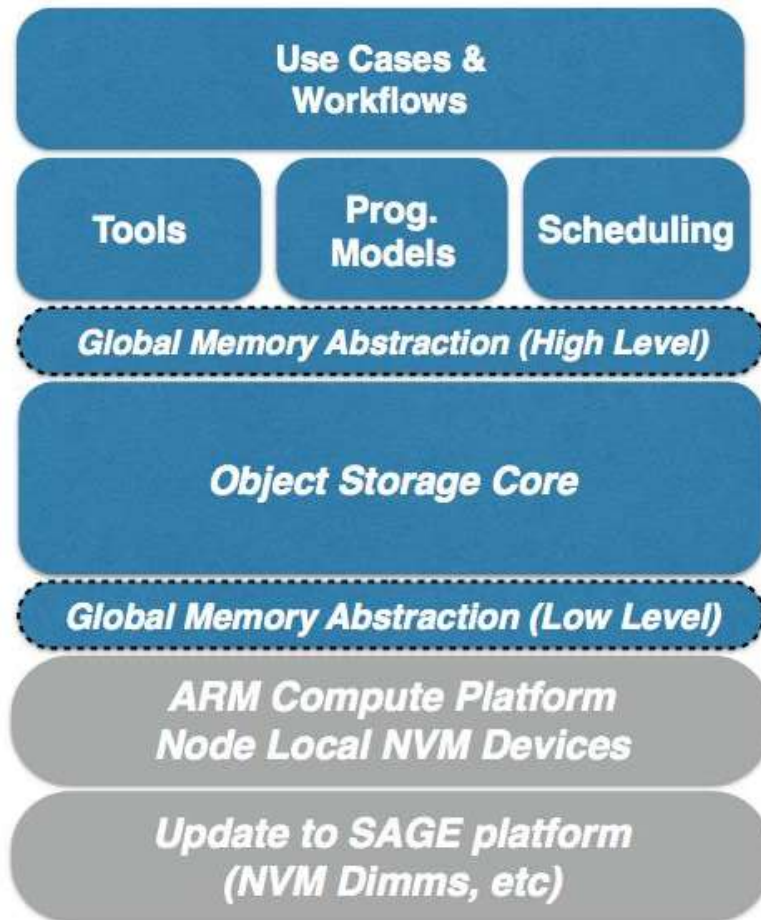 Use Cases &
Workflows
Tools
Prog.
Models
Scheduling
Global Memory Abstraction (High Level)
Object Storage Core
Global Memory Abstraction (Low Level)
ARM Compute Platform
Node Local NVM Devices
Update to SAGE platform
(NVM Dimms, etc)